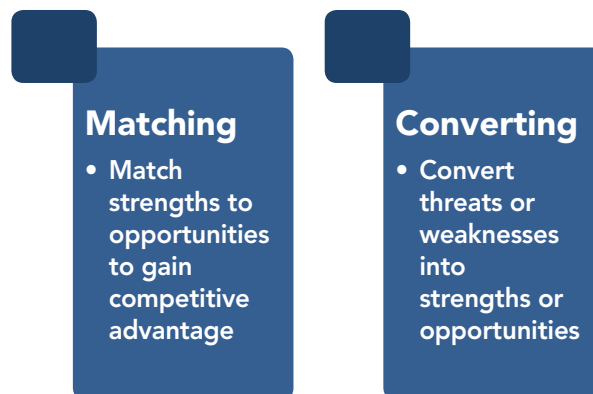 Matching
• Match
strengths to
opportunities
to gain
competitive
advantage
Converting
• Convert
threats or
weaknesses
into
strengths or
opportunities